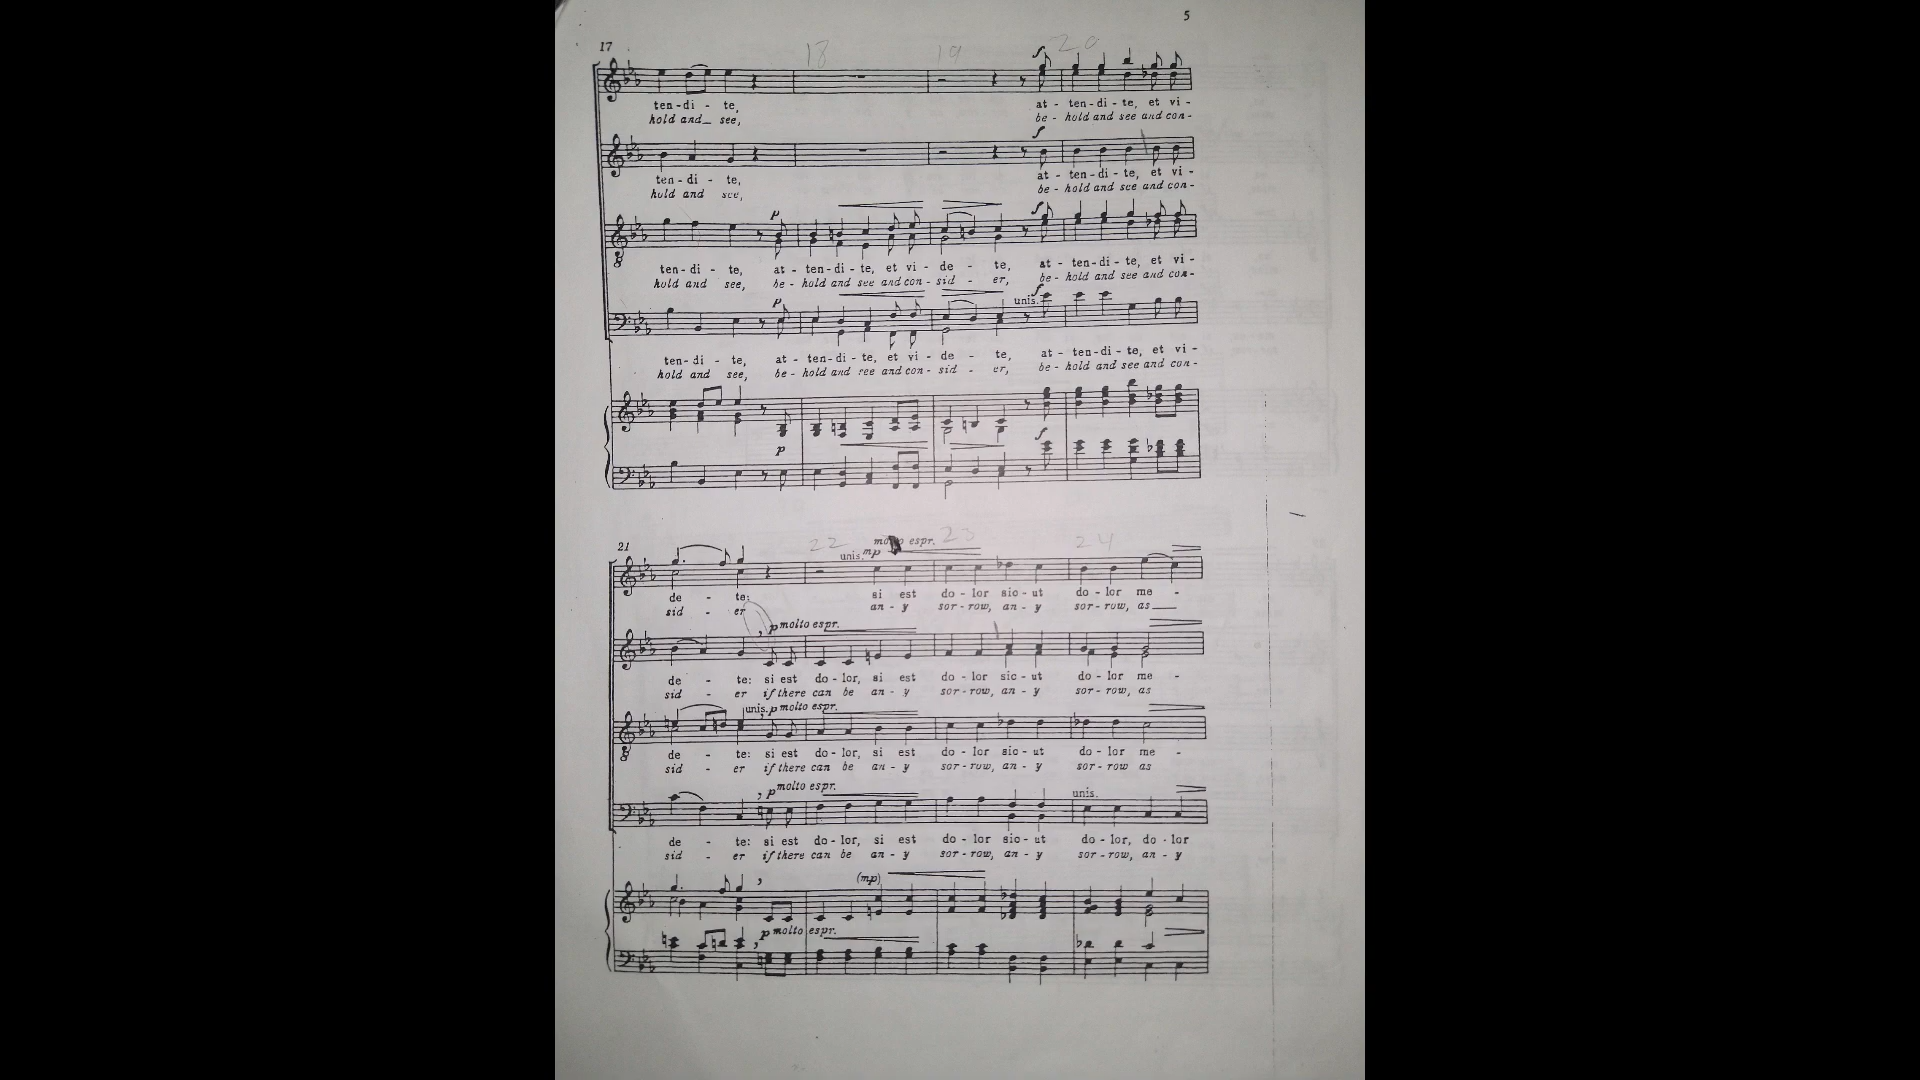 5
17
18
19
20
f
ten - di - te, at - ten - di - te, et vi -
hold and see, be - hold and see and con -
f
ten - di - te, at - ten - di - te, et vi -
hold and see, be - hold and see and con -
p f
ten - di - te, at - ten - di - te, et vi - de - te, at - ten - di - te, et vi -
hold and see, be - hold and see and con - sid - er, be - hold and see and con -
p unis. f
ten - di - te, at - ten - di - te, et vi - de - te, at - ten - di - te, et vi -
hold and see, be - hold and see and con - sid - er, be - hold and see and con -
p f
21
22
23
24
molto espr.
unis. mp
de - te: si est do - lor sic - ut do - lor me -
sid - er an - y sor - row, an - y sor - row, as
p molto espr.
de - te: si est do - lor, si est do - lor sic - ut do - lor me -
sid - er if there can be an - y sor - row, an - y sor - row, as
unis. p molto espr.
de - te: si est do - lor, si est do - lor sic - ut do - lor me -
sid - er if there can be an - y sor - row, an - y sor - row as
p molto espr. unis.
de - te: si est do - lor, si est do - lor sic - ut do - lor, do - lor
sid - er if there can be an - y sor - row, an - y sor - row, an - y
(mp)
p molto espr.